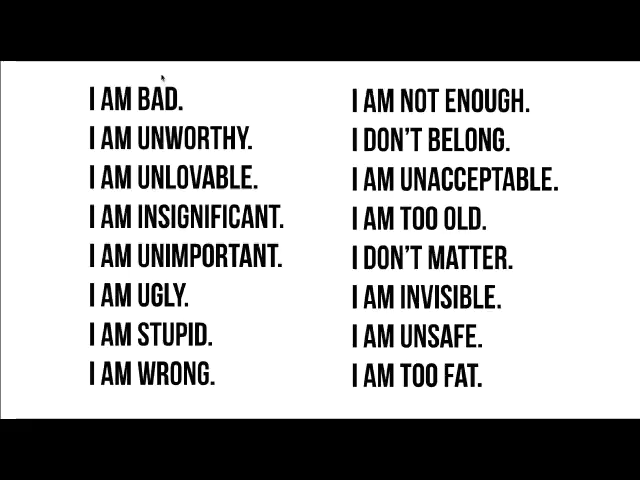 I AM BAD.
I AM UNWORTHY.
I AM UNLOVABLE.
I AM INSIGNIFICANT.
I AM UNIMPORTANT.
I AM UGLY.
I AM STUPID.
I AM WRONG.
I AM NOT ENOUGH.
I DON'T BELONG.
I AM UNACCEPTABLE.
I AM TOO OLD.
I DON'T MATTER.
I AM INVISIBLE.
I AM UNSAFE.
I AM TOO FAT.